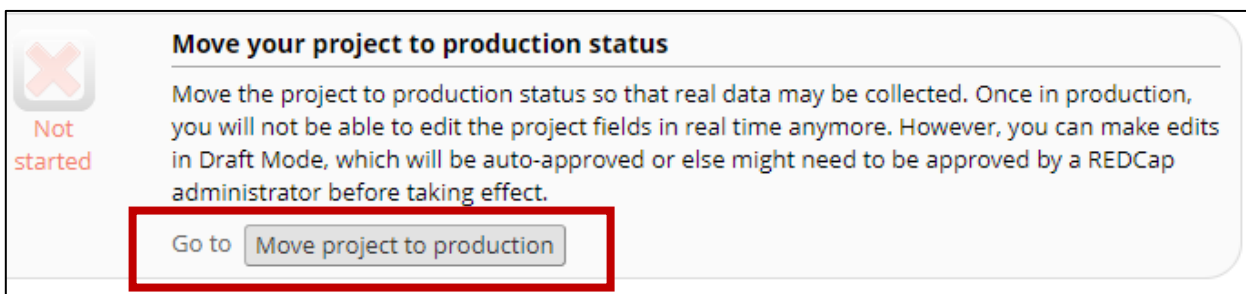 Move your project to production status
Move the project to production status so that real data may be collected. Once in production,
you will not be able to edit the project fields in real time anymore. However, you can make edits
in Draft Mode, which will be auto-approved or else might need to be approved by a REDCap
administrator before taking effect.
Not
started
Go to Move project to production